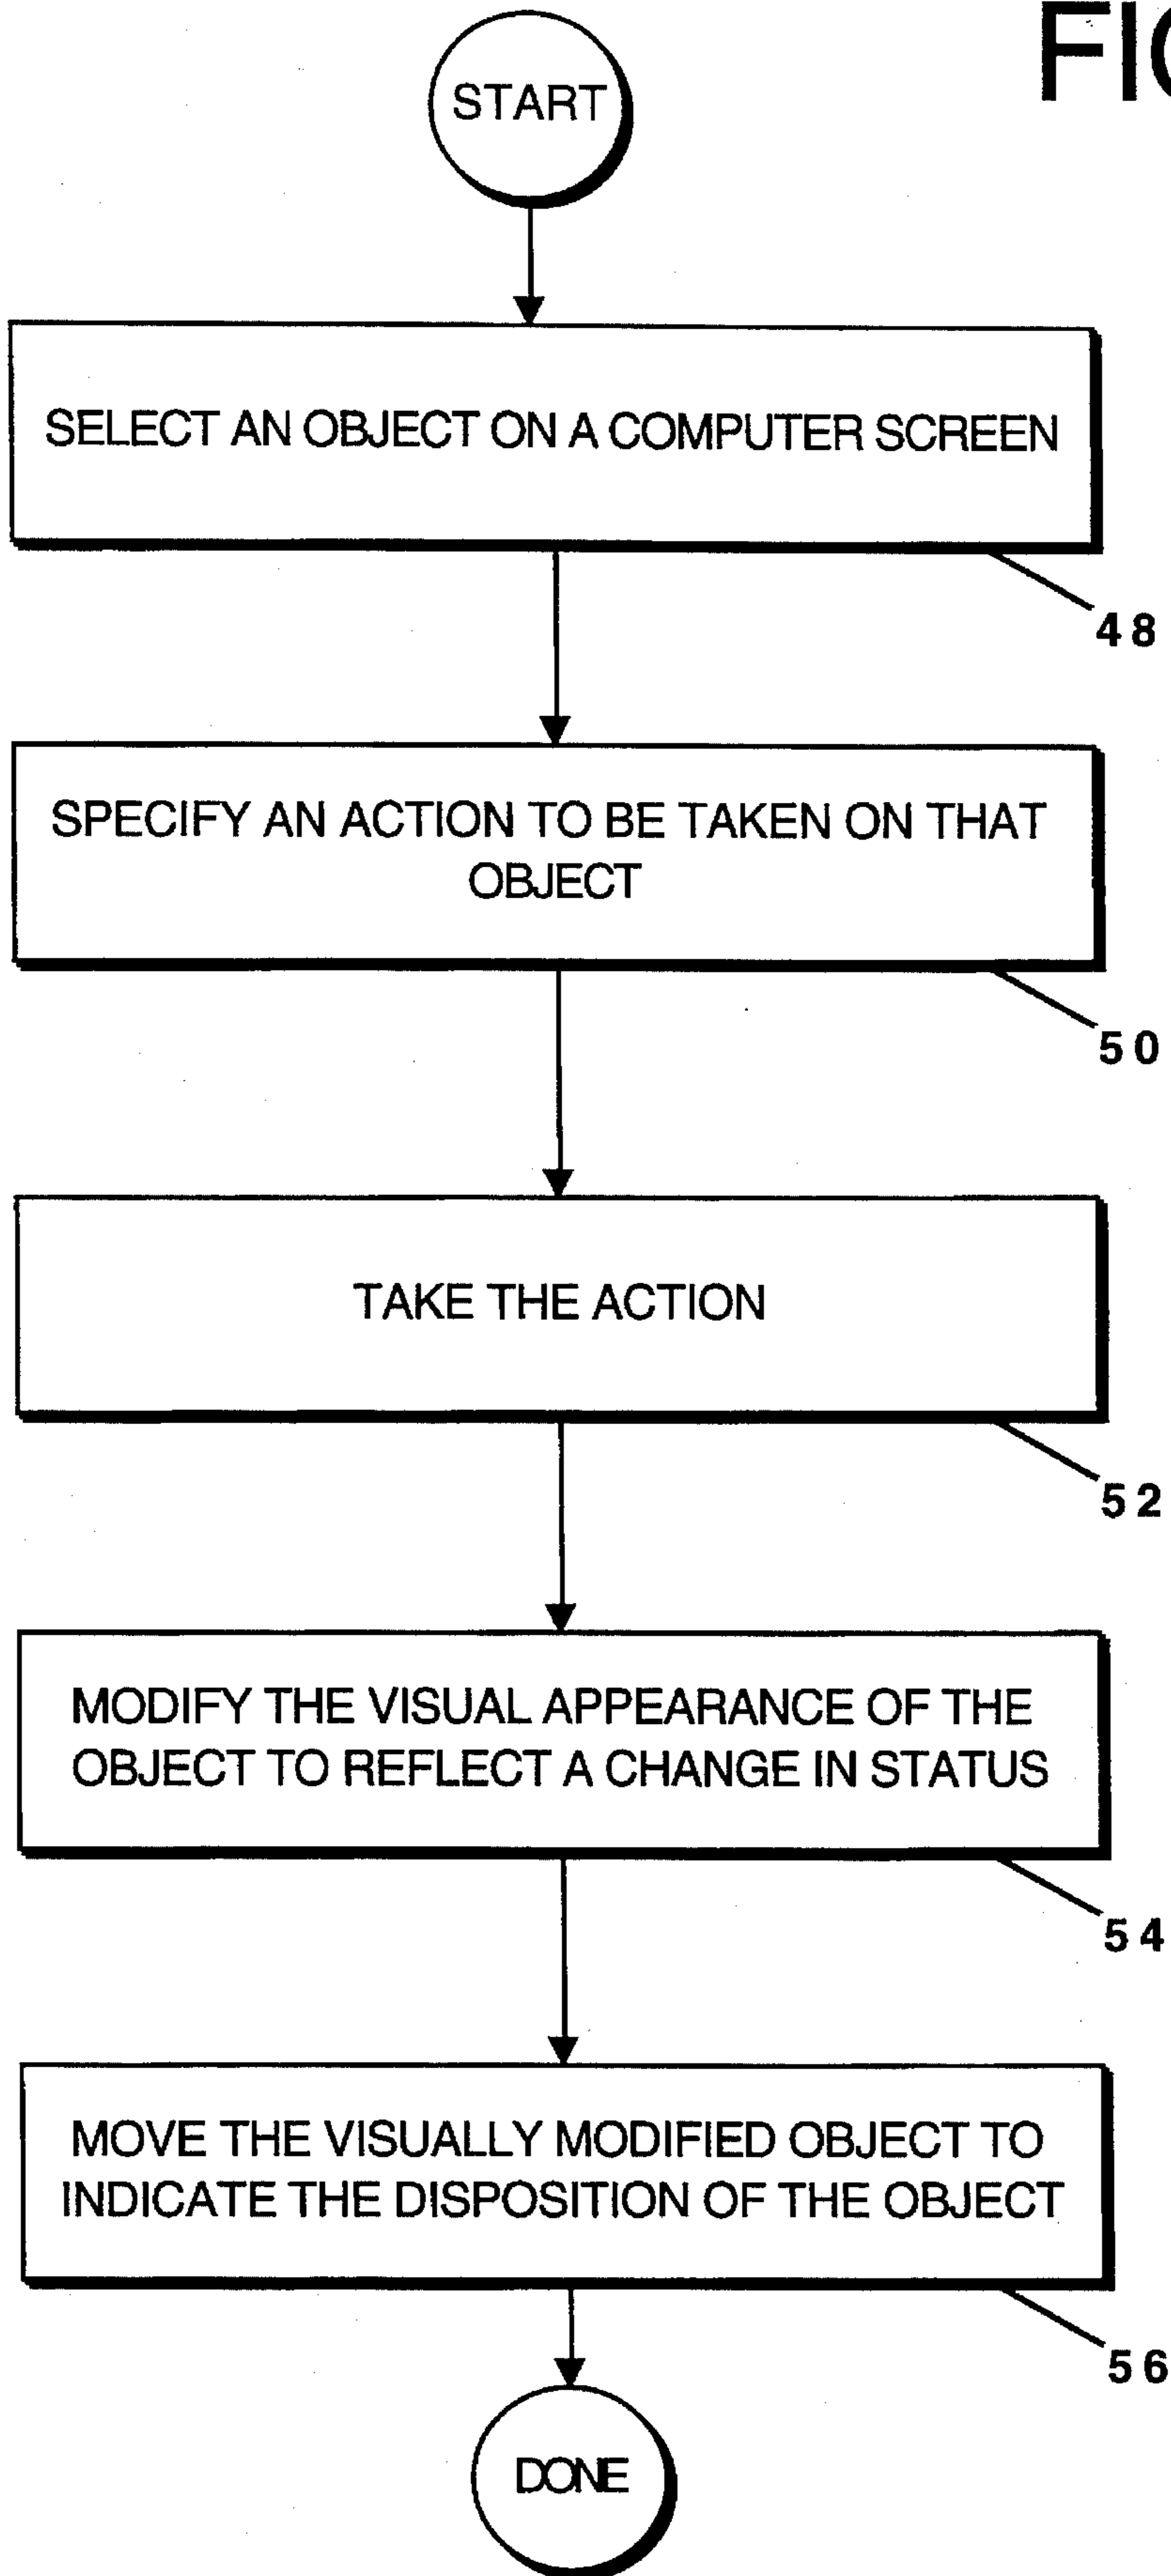 FIG
START
SELECT AN OBJECT ON A COMPUTER SCREEN
48
SPECIFY AN ACTION TO BE TAKEN ON THAT
OBJECT
50
TAKE THE ACTION
52
MODIFY THE VISUAL APPEARANCE OF THE
OBJECT TO REFLECT A CHANGE IN STATUS
54
MOVE THE VISUALLY MODIFIED OBJECT TO
INDICATE THE DISPOSITION OF THE OBJECT
56
DONE